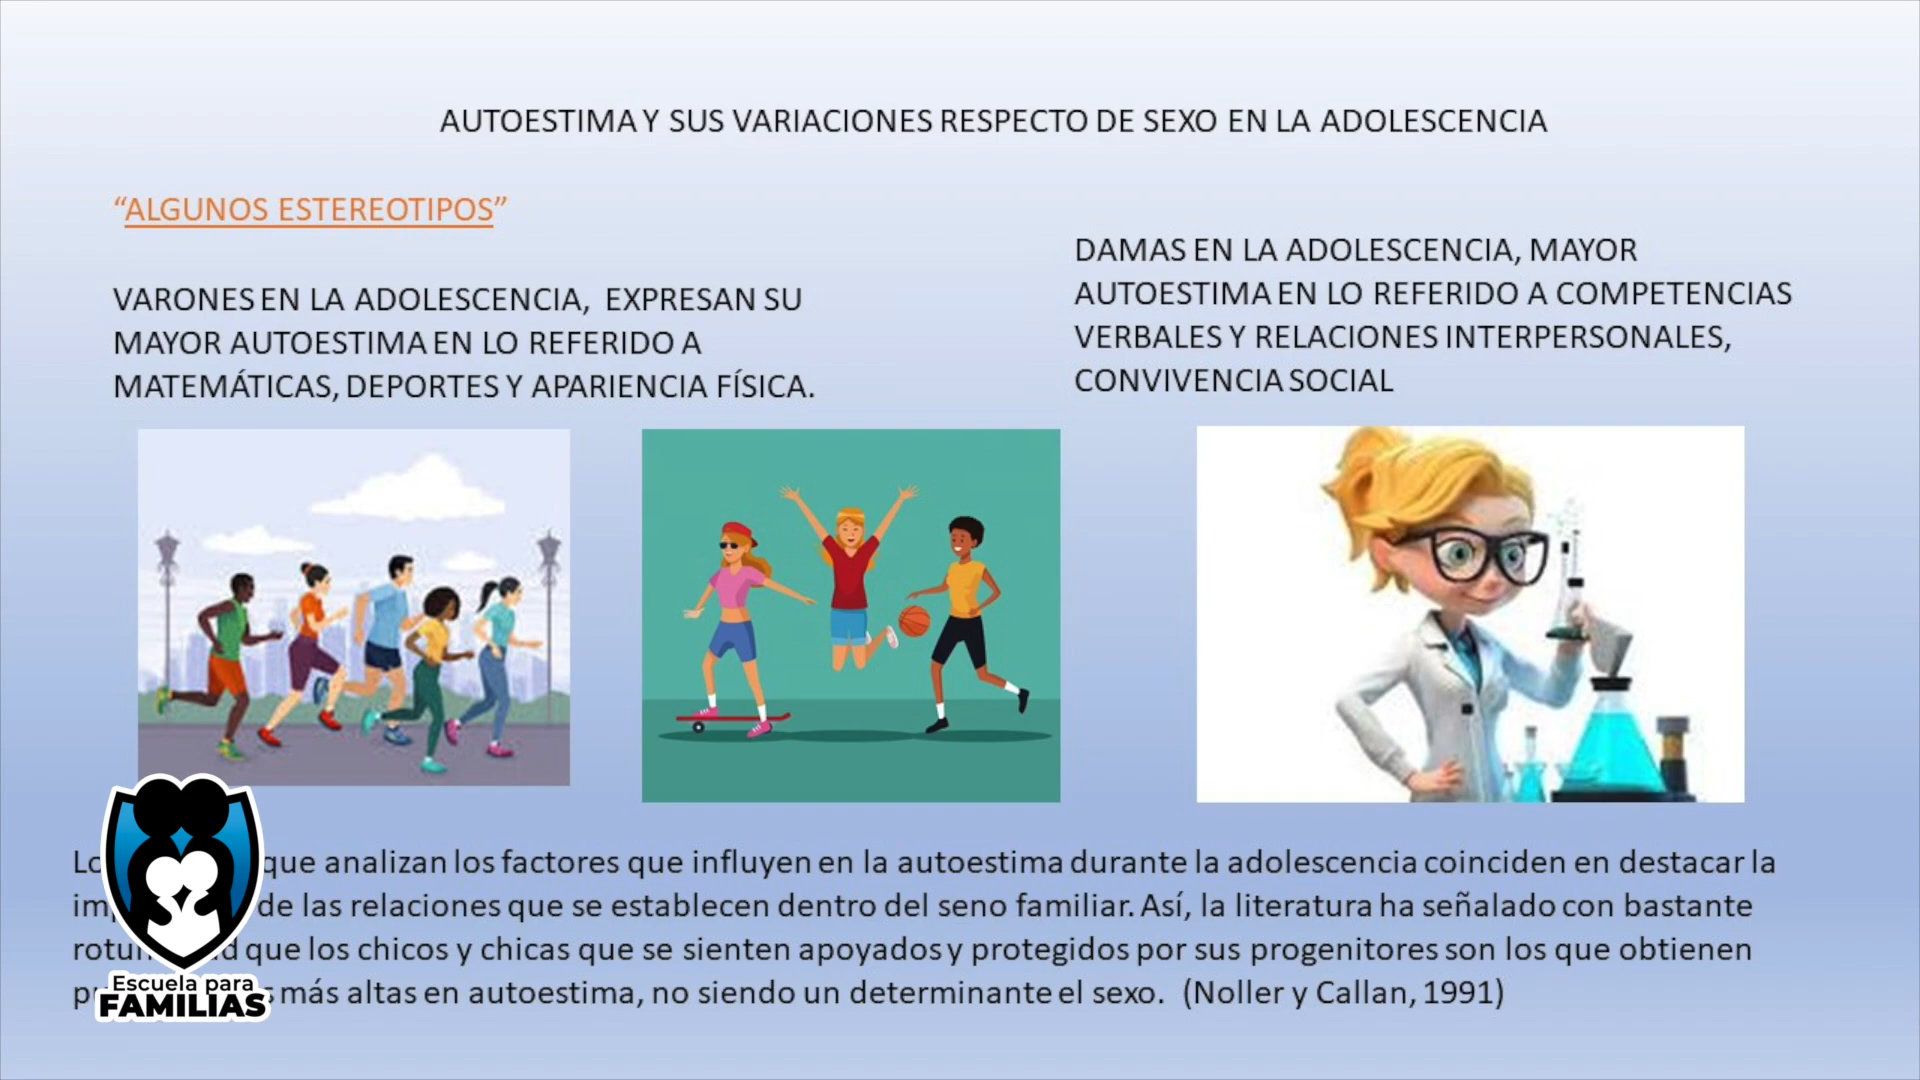 AUTOESTIMA Y SUS VARIACIONES RESPECTO DE SEXO EN LA ADOLESCENCIA
“ALGUNOS ESTEREOTIPOS”
VARONES EN LA ADOLESCENCIA, EXPRESAN SU
MAYOR AUTOESTIMA EN LO REFERIDO A
MATEMÁTICAS, DEPORTES Y APARIENCIA FÍSICA.
DAMAS EN LA ADOLESCENCIA, MAYOR
AUTOESTIMA EN LO REFERIDO A COMPETENCIAS
VERBALES Y RELACIONES INTERPERSONALES,
CONVIVENCIA SOCIAL
que analizan los factores que influyen en la autoestima durante la adolescencia coinciden en destacar la
de las relaciones que se establecen dentro del seno familiar. Así, la literatura ha señalado con bastante
que los chicos y chicas que se sienten apoyados y protegidos por sus progenitores son los que obtienen
más altas en autoestima, no siendo un determinante el sexo. (Noller y Callan, 1991)
Escuela para
FAMILIAS